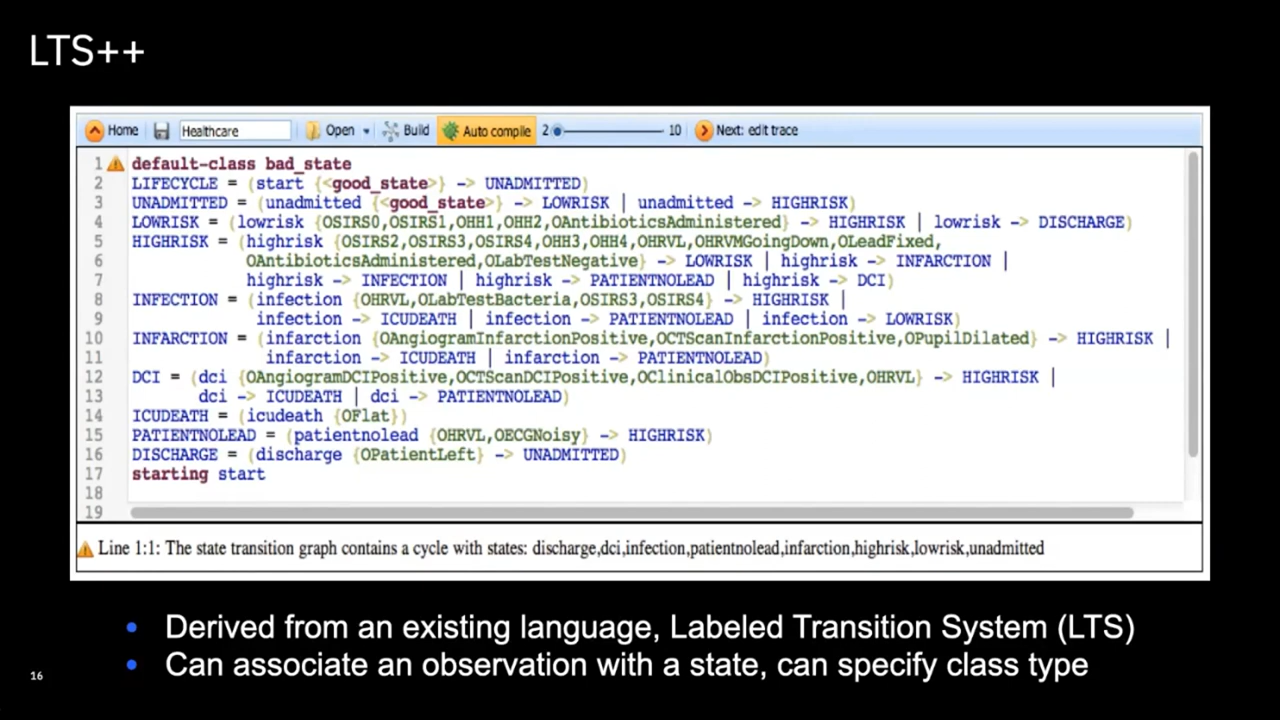 LTS++
Home Healthcare Open Build Auto compile 2 10 Next: edit trace
1 default-class bad_state
2 LIFECYCLE = (start {<good_state>} -> UNADMITTED)
3 UNADMITTED = (unadmitted {<good_state>} -> LOWRISK | unadmitted -> HIGHRISK)
4 LOWRISK = (lowrisk {OSIRS0,OSIRS1,OHH1,OHH2,OAntibioticsAdministered} -> HIGHRISK | lowrisk -> DISCHARGE)
5 HIGHRISK = (highrisk {OSIRS2,OSIRS3,OSIRS4,OHH3,OHH4,OHRVL,OHRVMGoingDown,OLeadFixed,
6 OAntibioticsAdministered,OLabTestNegative} -> LOWRISK | highrisk -> INFARCTION |
7 highrisk -> INFECTION | highrisk -> PATIENTNOLEAD | highrisk -> DCI)
8 INFECTION = (infection {OHRVL,OLabTestBacteria,OSIRS3,OSIRS4} -> HIGHRISK |
9 infection -> ICUDEATH | infection -> PATIENTNOLEAD | infection -> LOWRISK)
10 INFARCTION = (infarction {OAngiogramInfarctionPositive,OCTScanInfarctionPositive,OPupilDilated} -> HIGHRISK |
11 infarction -> ICUDEATH | infarction -> PATIENTNOLEAD)
12 DCI = (dci {OAngiogramDCIPositive,OCTScanDCIPositive,OClinicalObsDCIPositive,OHRVL} -> HIGHRISK |
13 dci -> ICUDEATH | dci -> PATIENTNOLEAD)
14 ICUDEATH = (icudeath {OFlat})
15 PATIENTNOLEAD = (patientnolead {OHRVL,OECGNoisy} -> HIGHRISK)
16 DISCHARGE = (discharge {OPatientLeft} -> UNADMITTED)
17 starting start
18
19
Line 1:1: The state transition graph contains a cycle with states: discharge,dci,infection,patientnolead,infarction,highrisk,lowrisk,unadmitted
• Derived from an existing language, Labeled Transition System (LTS)
• Can associate an observation with a state, can specify class type
16